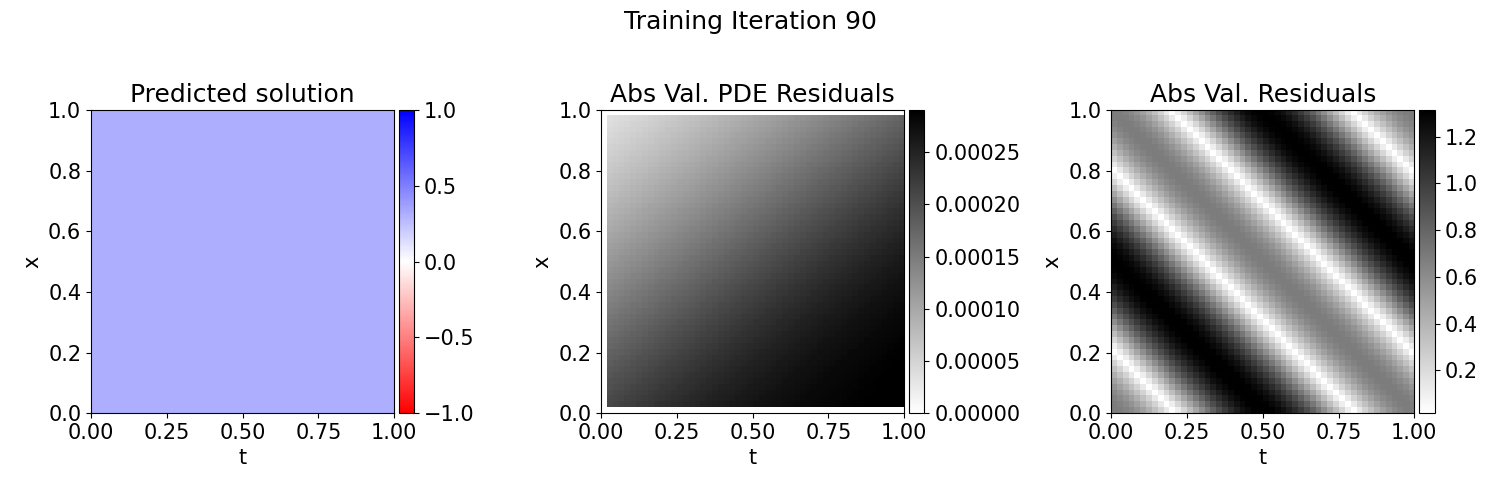 Training Iteration 90
Predicted solution
1.0
0.8
0.6
0.4
0.2
0.0
x
0.00 0.25 0.50 0.75 1.00
t
1.0
0.5
0.0
−0.5
−1.0
Abs Val. PDE Residuals
1.0
0.8
0.6
0.4
0.2
0.0
x
0.00 0.25 0.50 0.75 1.00
t
0.00025
0.00020
0.00015
0.00010
0.00005
0.00000
Abs Val. Residuals
1.0
0.8
0.6
0.4
0.2
0.0
x
0.00 0.25 0.50 0.75 1.00
t
1.2
1.0
0.8
0.6
0.4
0.2